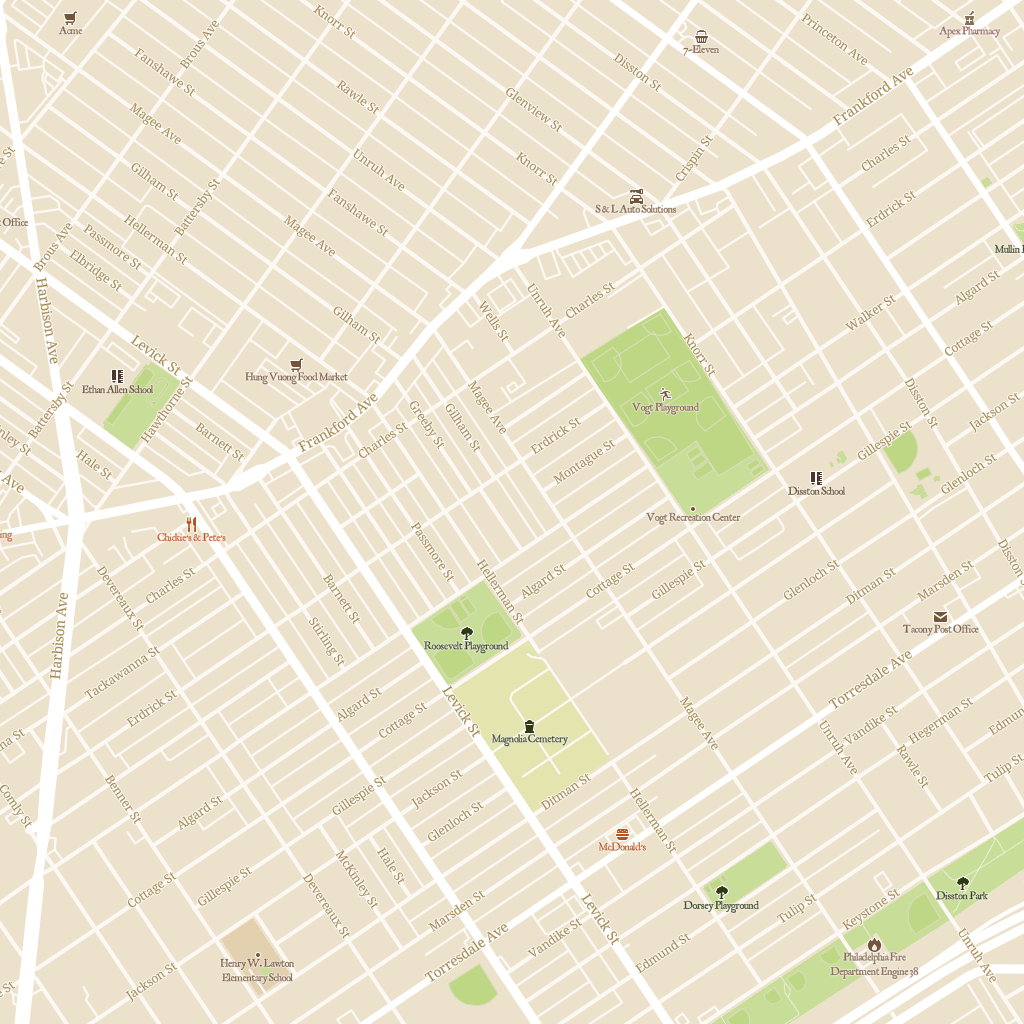 Knorr St
Princeton Ave
Apex Pharmacy
Acme
Brous Ave
7-Eleven
Fanshawe St
Disston St
Frankford Ave
Rawle St
Glenview St
Magee Ave
Crispin St
Charles St
Unruh Ave
Knorr St
Gilham St
Battersby St
Fanshawe St
S & L Auto Solutions
Erdrick St
Office
Hellerman St
Magee Ave
Passmore St
Brous Ave
Mullin
Elbridge St
Algard St
Harbison Ave
Unruh Ave
Charles St
Walker St
Wells St
Gilham St
Cottage St
Levick St
Knorr St
Hung Vuong Food Market
Ethan Allen School
Battersby St
Hawthorne St
Vogt Playground
Magee Ave
Disston St
Jackson St
Frankford Ave
Greeby St
Gilham St
Charles St
Barnett St
Erdrick St
Gillespie St
Montague St
Hale St
Glenloch St
Disston School
Vogt Recreation Center
Chickie's & Pete's
Passmore St
Hellerman St
Disston
Devereaux St
Charles St
Algard St
Cottage St
Gillespie St
Glenloch St
Ditman St
Marsden St
Barnett St
Harbison Ave
Stirling St
Roosevelt Playground
Tacony Post Office
Tackawanna St
Torresdale Ave
Erdrick St
Algard St
Levick St
Cottage St
Magee Ave
Magnolia Cemetery
Vandike St
Hegerman St
Edmund
Unruh Ave
Rawle St
Tulip St
Benner St
Comly St
Algard St
Gillespie St
Jackson St
Ditman St
Glenloch St
Hellerman St
McDonald's
Hale St
McKinley St
Cottage St
Gillespie St
Devereaux St
Marsden St
Levick St
Dorsey Playground
Disston Park
Tulip St
Keystone St
Torresdale Ave
Vandike St
Edmund St
Unruh Ave
Henry W. Lawton
Elementary School
Jackson St
Philadelphia Fire
Department Engine 38